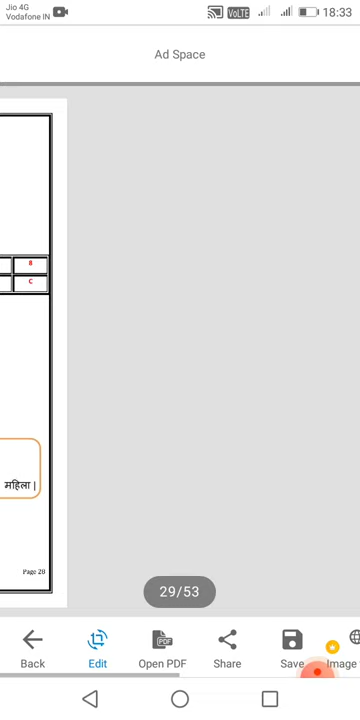 Jio 4G
Vodafone IN
VoLTE
18:33
Ad Space
B
C
महिला |
Page 28
29/53
Back
Edit
PDF
Open PDF
Share
Save
Image